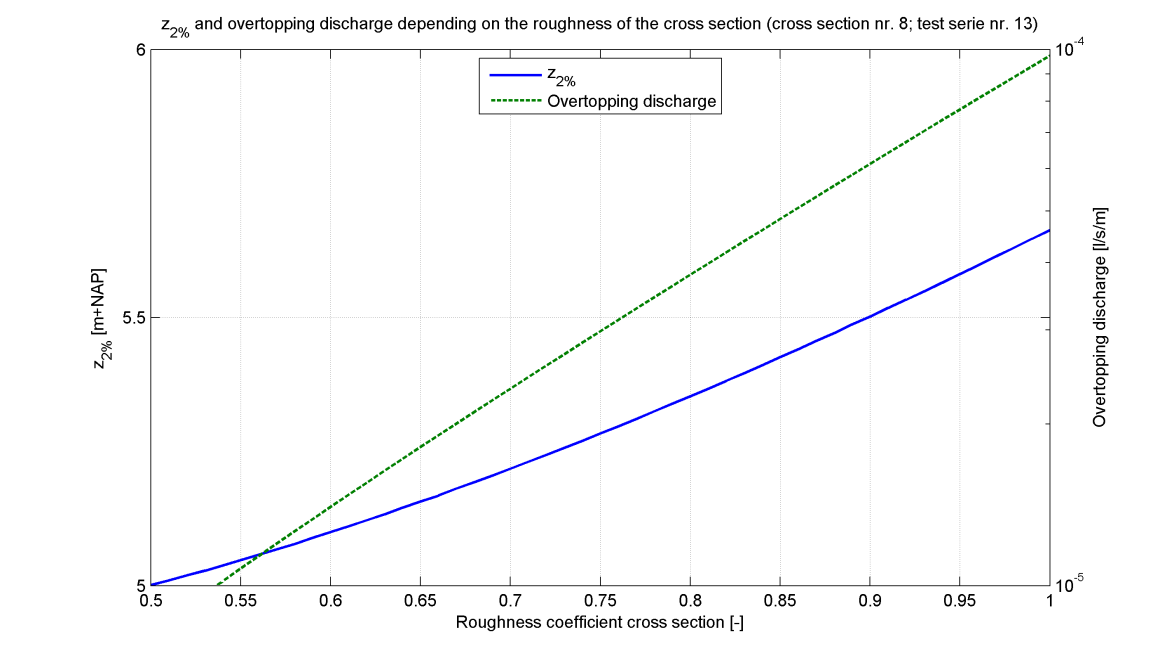 z2% and overtopping discharge depending on the roughness of the cross section (cross section nr. 8; test serie nr. 13)
z2%
Overtopping discharge
6
5.5
5
z2% [m+NAP]
10-4
10-5
Overtopping discharge [l/s/m]
0.5 0.55 0.6 0.65 0.7 0.75 0.8 0.85 0.9 0.95 1
Roughness coefficient cross section [-]